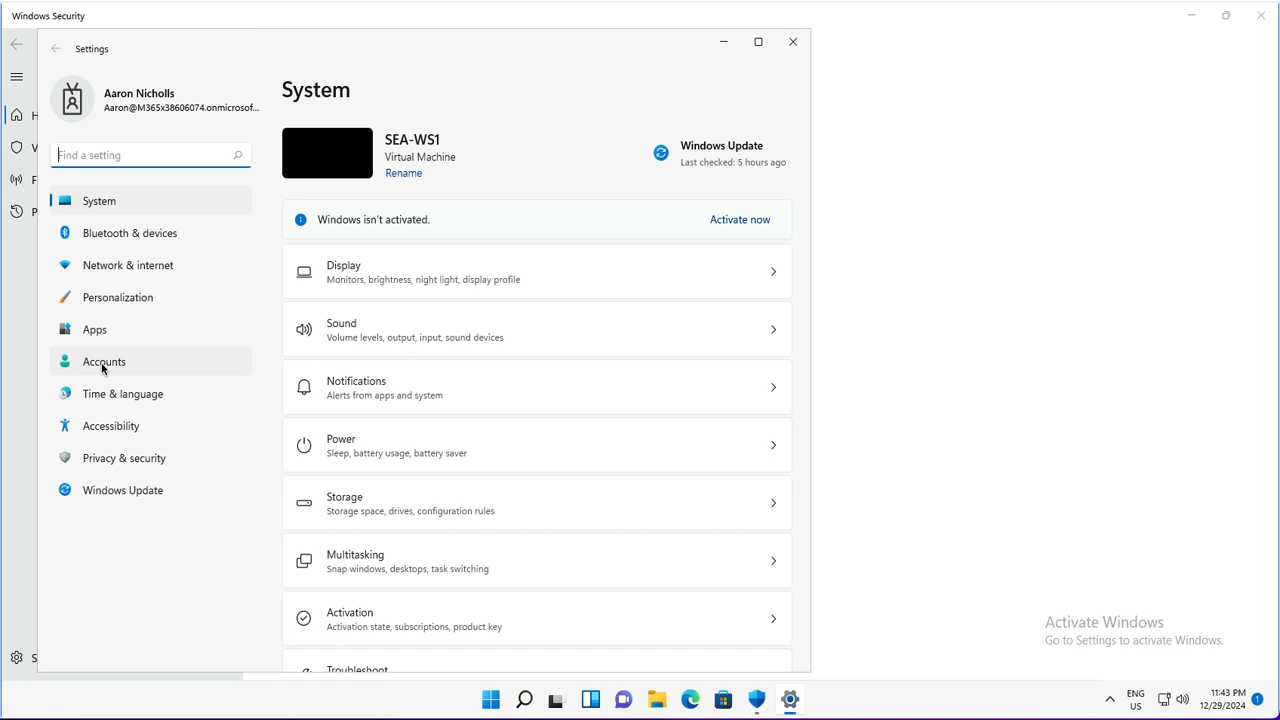 Windows Security
Settings
Aaron Nicholls
Aaron@M365x38606074.onmicrosof...
Find a setting
System
Bluetooth & devices
Network & internet
Personalization
Apps
Accounts
Time & language
Accessibility
Privacy & security
Windows Update
System
SEA-WS1
Virtual Machine
Rename
Windows Update
Last checked: 5 hours ago
Windows isn't activated.
Activate now
Display
Monitors, brightness, night light, display profile
Sound
Volume levels, output, input, sound devices
Notifications
Alerts from apps and system
Power
Sleep, battery usage, battery saver
Storage
Storage space, drives, configuration rules
Multitasking
Snap windows, desktops, task switching
Activation
Activation state, subscriptions, product key
Troubleshoot
Activate Windows
Go to Settings to activate Windows.
ENG
US
11:43 PM
12/29/2024
1